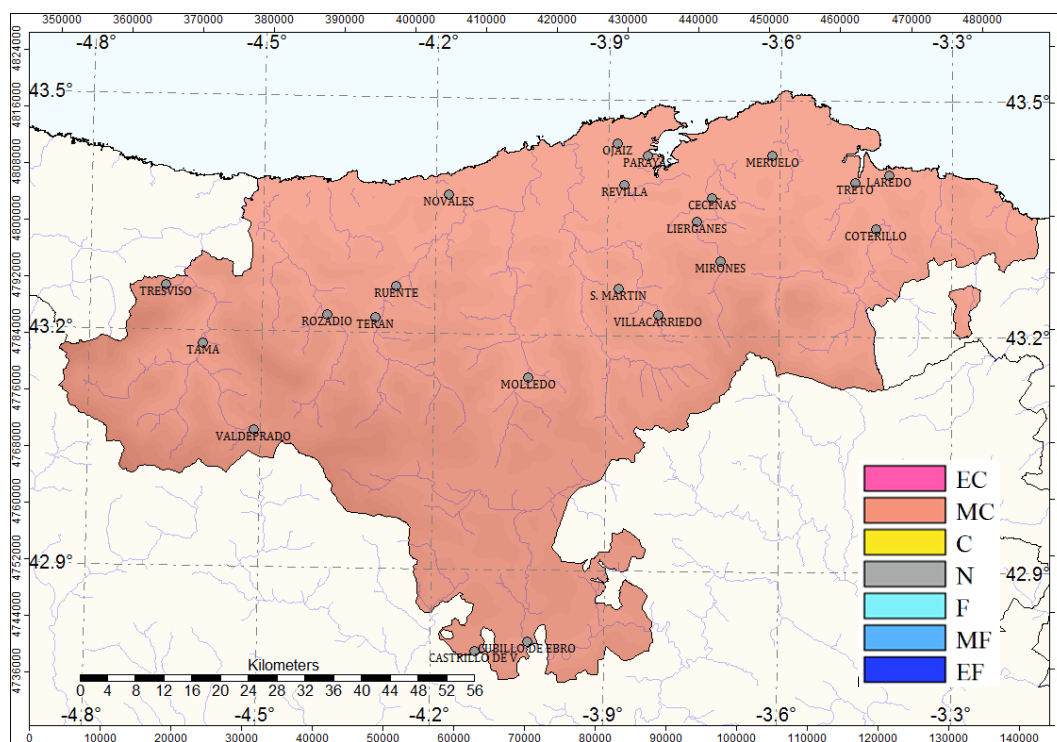 350000 360000 370000 380000 390000 400000 410000 420000 430000 440000 450000 460000 470000 480000
-4.8° -4.5° -4.2° -3.9° -3.6° -3.3°
4824000
43.5° 43.5°
4816000
OJAIZ
4808000
PARAYAS MERUELO
TRETO LAREDO
NOVALES REVILLA CECEÑAS
4800000
LIERGANES COTERILLO
4792000
MIRONES
TRESVISO RUENTE S. MARTIN
ROZADIO TERAN VILLACARRIEDO
43.2° 43.2°
4784000
TAMA
4776000
MOLLEDO
VALDEPRADO
4768000
EC
4760000
MC
C
4752000
42.9° 42.9°
N
F
4744000
MF
CUBILLO DE EBRO
CASTRILLO DE V.
Kilometers
4736000
EF
0 4 8 12 16 20 24 28 32 36 40 44 48 56
-4.8° -4.5° -4.2° -3.9° -3.6° -3.3°
0 10000 20000 30000 40000 50000 60000 70000 80000 90000 100000 110000 120000 130000 140000